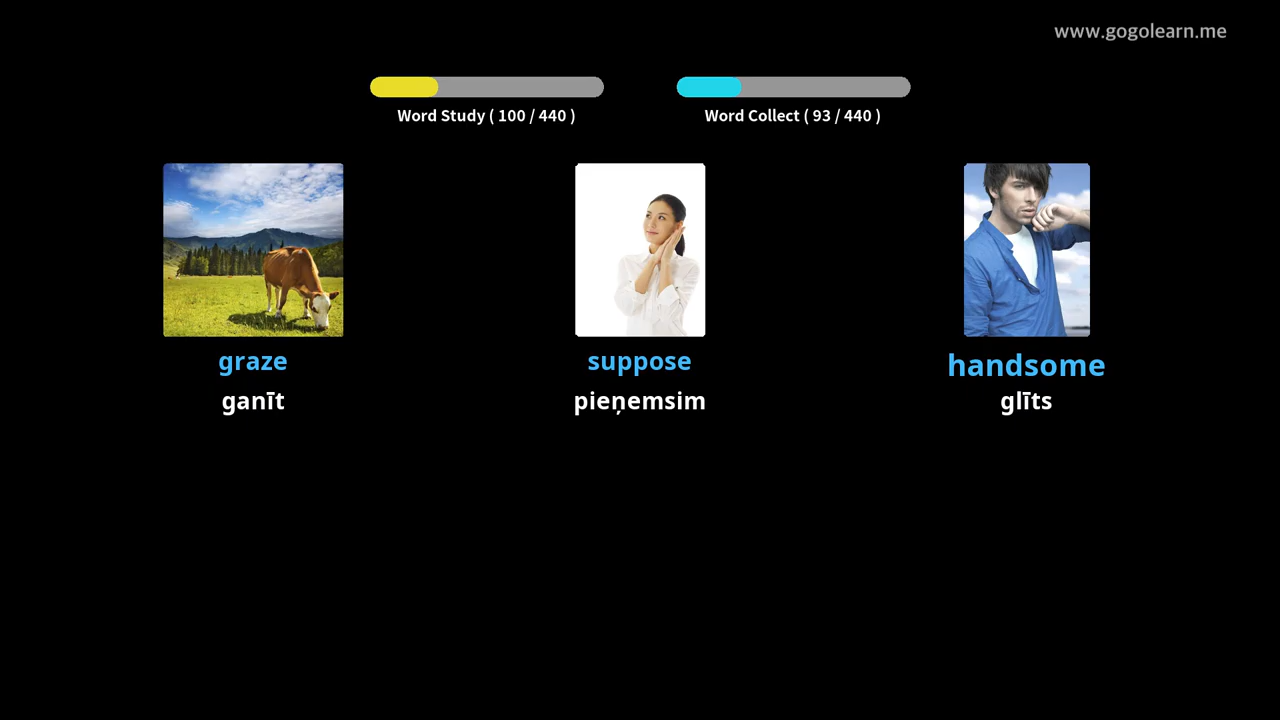 www.gogolearn.me
Word Study ( 100 / 440 )
Word Collect ( 93 / 440 )
graze
suppose
handsome
ganīt
pieņemsim
glīts